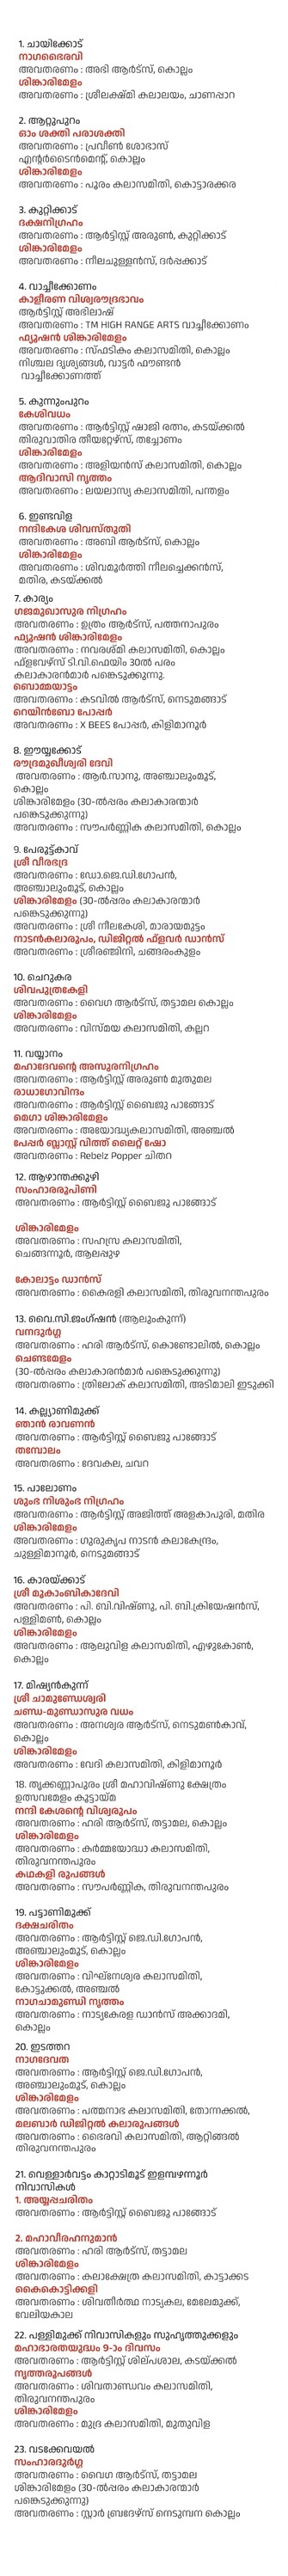 1. ചായിക്കോട്
നാഗഭൈരവി
അവതരണം : അഭി ആർട്സ്, കൊല്ലം
ശിങ്കാരിമേളം
അവതരണം : ശ്രീലക്ഷ്മി കലാലയം, ചാണപ്പാറ
2. ആറ്റുപുറം
ഓം ശക്തി പരാശക്തി
അവതരണം : പ്രവീൺ ശോഭാസ്
എന്റർടൈൻമെന്റ്, കൊല്ലം
ശിങ്കാരിമേളം
അവതരണം : പൂരം കലാസമിതി, കൊട്ടാരക്കര
3. കുറ്റിക്കാട്
ദക്ഷനിഗ്രഹം
അവതരണം : ആർട്ടിസ്റ്റ് അരുൺ, കുറ്റിക്കാട്
ശിങ്കാരിമേളം
അവതരണം : നീലചുള്ളൻസ്, ദർപ്പക്കാട്
4. വാച്ചീക്കോണം
കാളീരണ വിശ്വരൗദ്രഭാവം
ആർട്ടിസ്റ്റ് അഭിലാഷ്
അവതരണം : TM HIGH RANGE ARTS വാച്ചീക്കോണം
ഫ്യൂഷൻ ശിങ്കാരിമേളം
അവതരണം : സ്ഫടികം കലാസമിതി, കൊല്ലം
നിശ്ചല ദൃശ്യങ്ങൾ, വാട്ടർ ഫൗണ്ടൻ
വാച്ചീക്കോണത്ത്
5. കുന്നുംപുറം
കേശിവധം
അവതരണം : ആർട്ടിസ്റ്റ് ഷാജി രത്നം, കടയ്ക്കൽ
തിരുവാതിര തീയറ്റേഴ്സ്, തച്ചോണം
ശിങ്കാരിമേളം
അവതരണം : അളിയൻസ് കലാസമിതി, കൊല്ലം
ആദിവാസി നൃത്തം
അവതരണം : ലയലാസ്യ കലാസമിതി, പന്തളം
6. ഇണ്ടവിള
നന്ദികേശ ശിവസ്തുതി
അവതരണം : അബി ആർട്സ്, കൊല്ലം
ശിങ്കാരിമേളം
അവതരണം : ശിവമൂർത്തി നീലച്ചെക്കൻസ്,
മതിര, കടയ്ക്കൽ
7. കാര്യം
ഗജമുഖാസുര നിഗ്രഹം
അവതരണം : ഉത്രം ആർട്സ്, പത്തനാപുരം
ഫ്യൂഷൻ ശിങ്കാരിമേളം
അവതരണം : നവരശ്മി കലാസമിതി, കൊല്ലം
ഫ്ളവേഴ്സ് ടി.വി.ഫെയിം 30ൽ പരം
കലാകാരൻമാർ പങ്കെടുക്കുന്നു.
ബൊമ്മയാട്ടം
അവതരണം : കടവിൽ ആർട്സ്, നെടുമങ്ങാട്
റെയിൻബോ പോപ്പർ
അവതരണം : X BEES പോപ്പർ, കിളിമാനൂർ
8. ഈയ്യക്കോട്
രൗദ്രമുഖീശ്വരി ദേവി
അവതരണം : ആർ.സാനു, അഞ്ചാലുംമൂട്,
കൊല്ലം
ശിങ്കാരിമേളം (30-ൽപ്പരം കലാകാരന്മാർ
പങ്കെടുക്കുന്നു)
അവതരണം : സൗപർണ്ണിക കലാസമിതി, കൊല്ലം
9. പേരൂട്ട്കാവ്
ശ്രീ വീരഭദ്ര
അവതരണം : ഡോ.ജെ.ഡി.ഗോപൻ,
അഞ്ചാലുംമൂട്, കൊല്ലം
ശിങ്കാരിമേളം (30-ൽപ്പരം കലാകാരന്മാർ
പങ്കെടുക്കുന്നു)
അവതരണം : ശ്രീ നീലകേശി, മാരായമുട്ടം
നാടൻകലാരൂപം, ഡിജിറ്റൽ ഫ്ളവർ ഡാൻസ്
അവതരണം : ശ്രീരഞ്ജിനി, ചങ്ങരംകുളം
10. ചെറുകര
ശിവപുത്രകേളി
അവതരണം : വൈഗ ആർട്സ്, തട്ടാമല കൊല്ലം
ശിങ്കാരിമേളം
അവതരണം : വിസ്മയ കലാസമിതി, കല്ലറ
11. വയ്യാനം
മഹാദേവന്റെ അസുരനിഗ്രഹം
അവതരണം : ആർട്ടിസ്റ്റ് അരുൺ മുതുമല
രാധാഗോവിന്ദം
അവതരണം : ആർട്ടിസ്റ്റ് ബൈജു പാങ്ങോട്
മെഗാ ശിങ്കാരിമേളം
അവതരണം : അയോദ്ധ്യകലാസമിതി, അഞ്ചൽ
പേപ്പർ ബ്ലാസ്റ്റ് വിത്ത് ലൈറ്റ് ഷോ
അവതരണം : Rebelz Popper ചിതറ
12. ആഴാന്തക്കുഴി
സംഹാരരൂപിണി
അവതരണം : ആർട്ടിസ്റ്റ് ബൈജു പാങ്ങോട്
ശിങ്കാരിമേളം
അവതരണം : സഹസ്ര കലാസമിതി,
ചെങ്ങന്നൂർ, ആലപ്പുഴ
കോലാട്ടം ഡാൻസ്
അവതരണം : കൈരളി കലാസമിതി, തിരുവനന്തപുരം
13. വൈ.സി.ജംഗ്ഷൻ (ആലുംകുന്ന്)
വനദുർഗ്ഗ
അവതരണം : ഹരി ആർട്സ്, കൊണ്ടോലിൽ, കൊല്ലം
ചെണ്ടമേളം
(30-ൽപ്പരം കലാകാരൻമാർ പങ്കെടുക്കുന്നു)
അവതരണം : ത്രിലോക് കലാസമിതി, അടിമാലി ഇടുക്കി
14. കല്ല്യാണിമുക്ക്
ഞാൻ രാവണൻ
അവതരണം : ആർട്ടിസ്റ്റ് ബൈജു പാങ്ങോട്
തമ്പോലം
അവതരണം : ദേവകല, ചവറ
15. പാലോണം
ശുംഭ നിശുംഭ നിഗ്രഹം
അവതരണം : ആർട്ടിസ്റ്റ് അജിത്ത് അളകാപുരി, മതിര
ശിങ്കാരിമേളം
അവതരണം : ഗുരുകൃപ നാടൻ കലാകേന്ദ്രം,
ചുള്ളിമാനൂർ, നെടുമങ്ങാട്
16. കാരയ്ക്കാട്
ശ്രീ മൂകാംബികാദേവി
അവതരണം : പി. ബി.വിഷ്ണു, പി. ബി.ക്രിയേഷൻസ്,
പള്ളിമൺ, കൊല്ലം
ശിങ്കാരിമേളം
അവതരണം : ആലുവിള കലാസമിതി, എഴുകോൺ,
കൊല്ലം
17. മിഷ്യൻകുന്ന്
ശ്രീ ചാമുണ്ഡേശ്വരി
ചണ്ഡ-മുണ്ഡാസുര വധം
അവതരണം : അനശ്വര ആർട്സ്, നെടുമൺകാവ്,
കൊല്ലം
ശിങ്കാരിമേളം
അവതരണം : വേദി കലാസമിതി, കിളിമാനൂർ
18. തൃക്കണ്ണാപുരം ശ്രീ മഹാവിഷ്ണു ക്ഷേത്രം
ഉത്സവമേളം കൂട്ടായ്മ
നന്ദി കേശന്റെ വിശ്വരൂപം
അവതരണം : ഹരി ആർട്സ്, തട്ടാമല, കൊല്ലം
ശിങ്കാരിമേളം
അവതരണം : കർമ്മയോദ്ധാ കലാസമിതി,
തിരുവനന്തപുരം
കഥകളി രൂപങ്ങൾ
അവതരണം : സൗപർണ്ണിക, തിരുവനന്തപുരം
19. പട്ടാണിമുക്ക്
ദക്ഷചരിതം
അവതരണം : ആർട്ടിസ്റ്റ് ജെ.ഡി.ഗോപൻ,
അഞ്ചാലുംമൂട്, കൊല്ലം
ശിങ്കാരിമേളം
അവതരണം : വിഘ്നേശ്വര കലാസമിതി,
കോട്ടുക്കൽ, അഞ്ചൽ
നാഗചാമുണ്ഡി നൃത്തം
അവതരണം : നാട്യകേരള ഡാൻസ് അക്കാദമി,
കൊല്ലം
20. ഇടത്തറ
നാഗദേവത
അവതരണം : ആർട്ടിസ്റ്റ് ജെ.ഡി.ഗോപൻ,
അഞ്ചാലുംമൂട്, കൊല്ലം
ശിങ്കാരിമേളം
അവതരണം : പത്മനാഭ കലാസമിതി, തോന്നക്കൽ,
മലബാർ ഡിജിറ്റൽ കലാരൂപങ്ങൾ
അവതരണം : ഭൈരവി കലാസമിതി, ആറ്റിങ്ങൽ
തിരുവനന്തപുരം
21. വെള്ളാർവട്ടം കാറ്റാടിമൂട് ഇളമ്പഴന്നൂർ
നിവാസികൾ
1. അയ്യപ്പചരിതം
അവതരണം : ആർട്ടിസ്റ്റ് ബൈജു പാങ്ങോട്
2. മഹാവീരഹനുമാൻ
അവതരണം : ഹരി ആർട്സ്, തട്ടാമല
ശിങ്കാരിമേളം
അവതരണം : കലാക്ഷേത്ര കലാസമിതി, കാട്ടാക്കട
കൈകൊട്ടിക്കളി
അവതരണം : ശിവതീർത്ഥ നാട്യകല, മേലേമുക്ക്,
വേലിയകാല
22. പള്ളിമുക്ക് നിവാസികളും സുഹൃത്തുക്കളും
മഹാഭാരതയുദ്ധം 9-ാം ദിവസം
അവതരണം : ആർട്ടിസ്റ്റ് ശില്പശാല, കടയ്ക്കൽ
നൃത്തരൂപങ്ങൾ
അവതരണം : ശിവതാണ്ഡവം കലാസമിതി,
തിരുവനന്തപുരം
ശിങ്കാരിമേളം
അവതരണം : മുദ്ര കലാസമിതി, മുതുവിള
23. വടക്കേവയൽ
സംഹാരദുർഗ്ഗ
അവതരണം : വൈഗ ആർട്സ്, തട്ടാമല
ശിങ്കാരിമേളം (30-ൽപ്പരം കലാകാരന്മാർ
പങ്കെടുക്കുന്നു)
അവതരണം : സ്റ്റാർ ബ്രദേഴ്സ് നെടുമ്പന കൊല്ലം